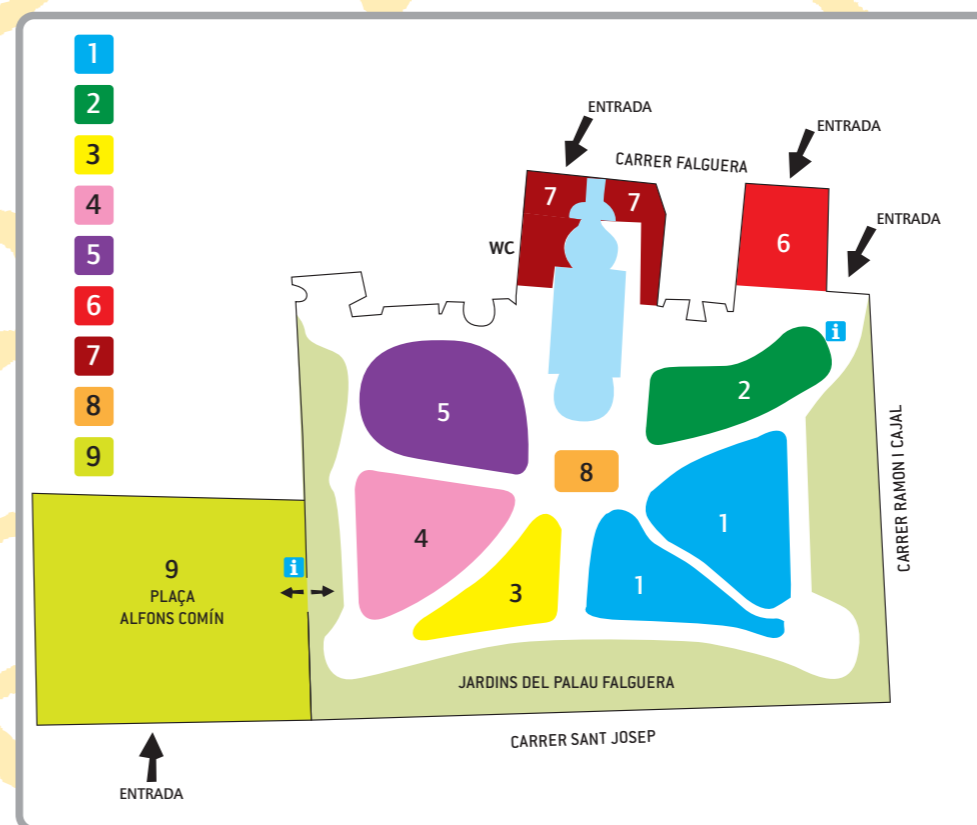 1
2
3
4
5
6
7
8
9
ENTRADA
ENTRADA
CARRER FALGUERA
7
7
ENTRADA
6
WC
i
2
5
CARRER RAMON I CAJAL
8
1
4
i
9
PLAÇA
ALFONS COMÍN
3
1
JARDINS DEL PALAU FALGUERA
CARRER SANT JOSEP
ENTRADA